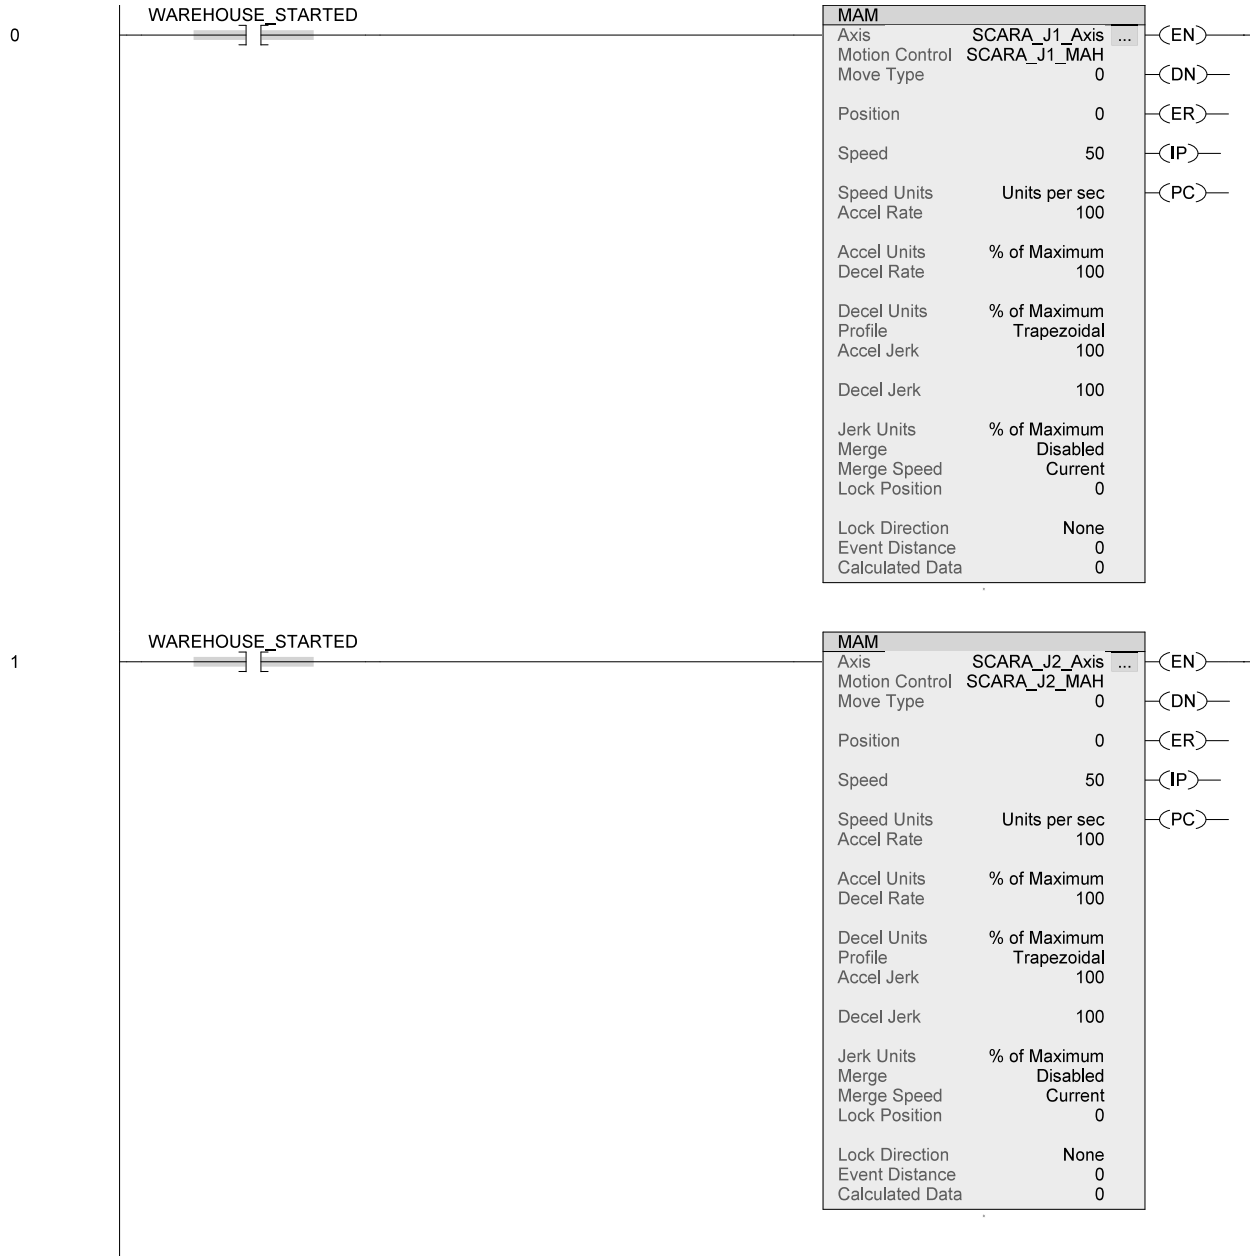 WAREHOUSE_STARTED
MAM
0
Axis SCARA_J1_Axis ... EN
Motion Control SCARA_J1_MAH
Move Type 0 DN
Position 0 ER
Speed 50 IP
Speed Units Units per sec PC
Accel Rate 100
Accel Units % of Maximum
Decel Rate 100
Decel Units % of Maximum
Profile Trapezoidal
Accel Jerk 100
Decel Jerk 100
Jerk Units % of Maximum
Merge Disabled
Merge Speed Current
Lock Position 0
Lock Direction None
Event Distance 0
Calculated Data 0
WAREHOUSE_STARTED
MAM
1
Axis SCARA_J2_Axis ... EN
Motion Control SCARA_J2_MAH
Move Type 0 DN
Position 0 ER
Speed 50 IP
Speed Units Units per sec PC
Accel Rate 100
Accel Units % of Maximum
Decel Rate 100
Decel Units % of Maximum
Profile Trapezoidal
Accel Jerk 100
Decel Jerk 100
Jerk Units % of Maximum
Merge Disabled
Merge Speed Current
Lock Position 0
Lock Direction None
Event Distance 0
Calculated Data 0